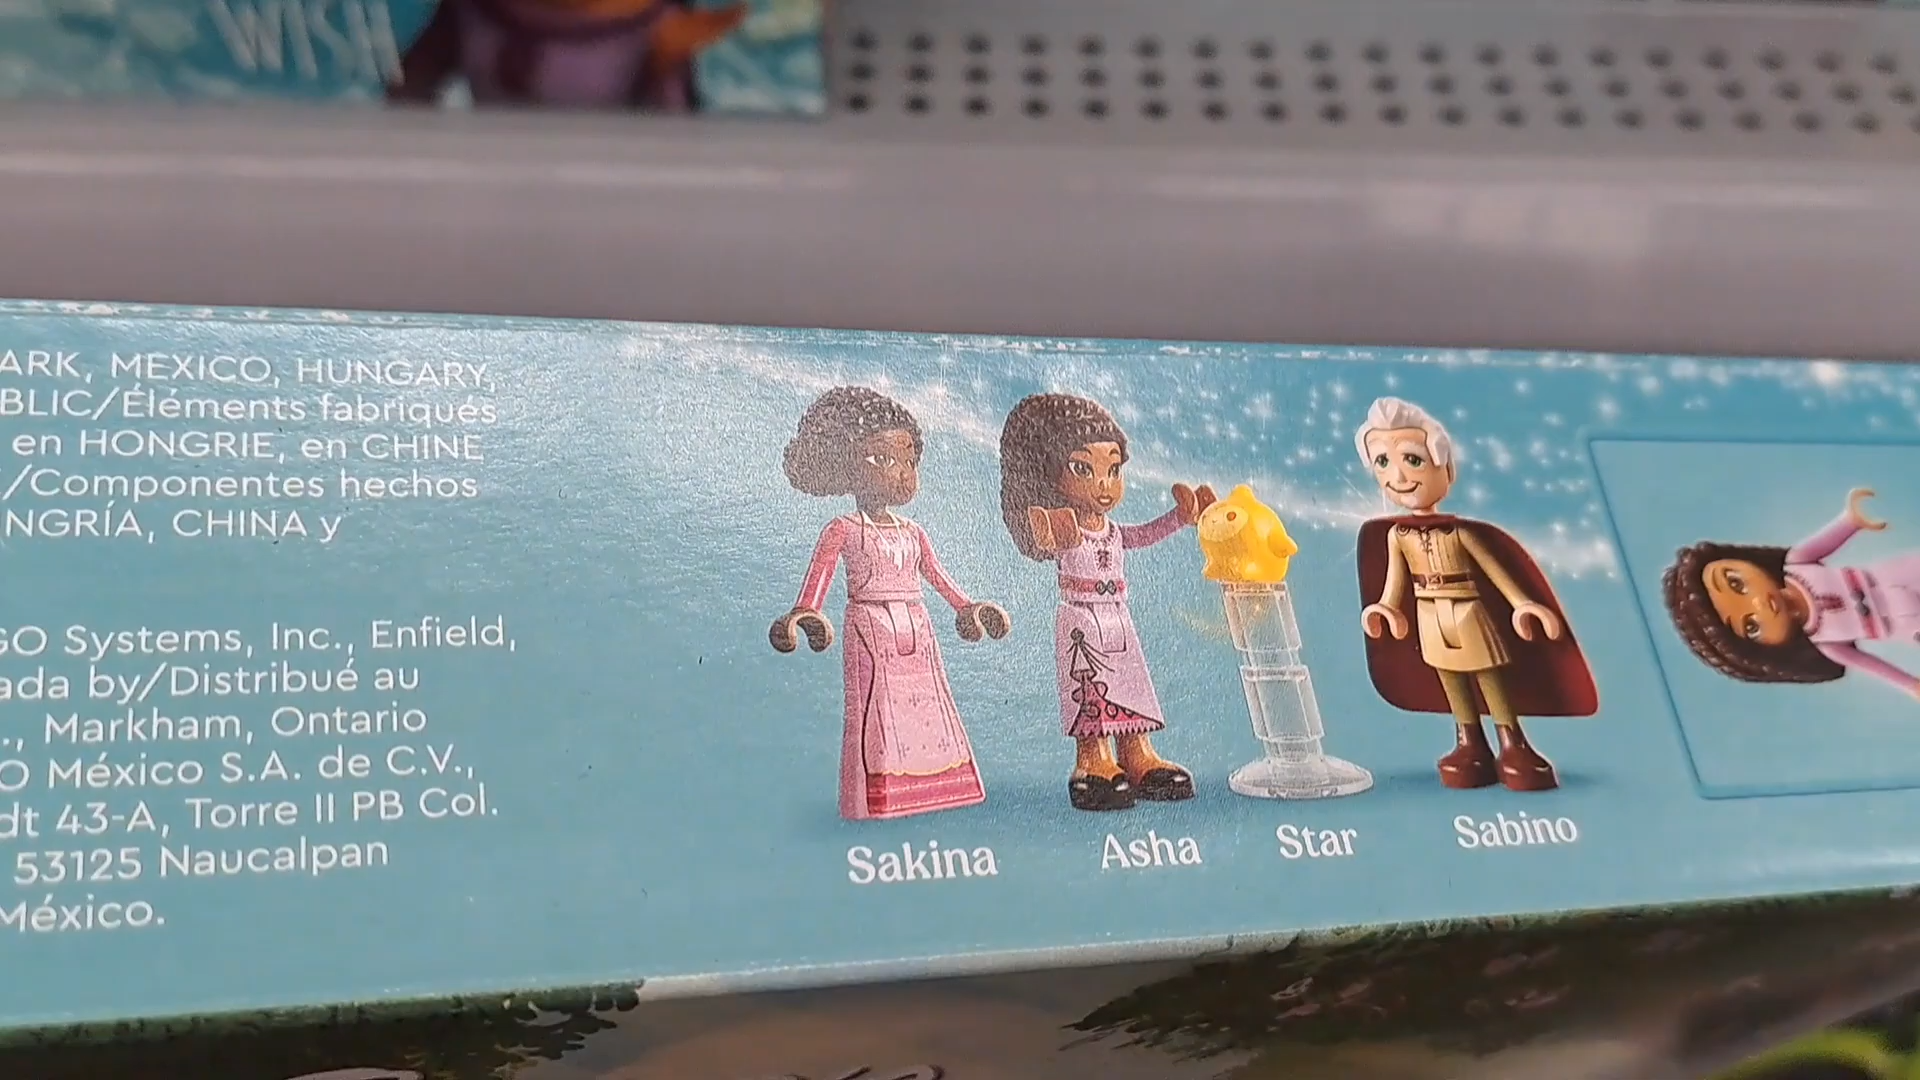 WISH
ARK, MEXICO, HUNGARY,
BLIC/Éléments fabriqués
en HONGRIE, en CHINE
/Componentes hechos
NGRÍA, CHINA y
GO Systems, Inc., Enfield,
ada by/Distribué au
., Markham, Ontario
O México S.A. de C.V.,
dt 43-A, Torre II PB Col.
53125 Naucalpan
México.
Sakina
Asha
Star
Sabino